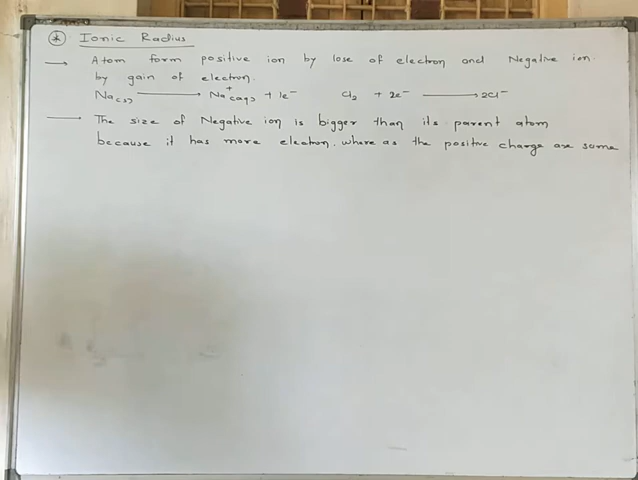 * Ionic Radius
→ Atom form positive ion by lose of electron and Negative ion
by gain of electron.
Na(s) → Na+(aq) + 1e⁻ Cl₂ + 2e⁻ → 2Cl⁻
→ The size of Negative ion is bigger than its parent atom
because it has more electron. where as the positive charge are same